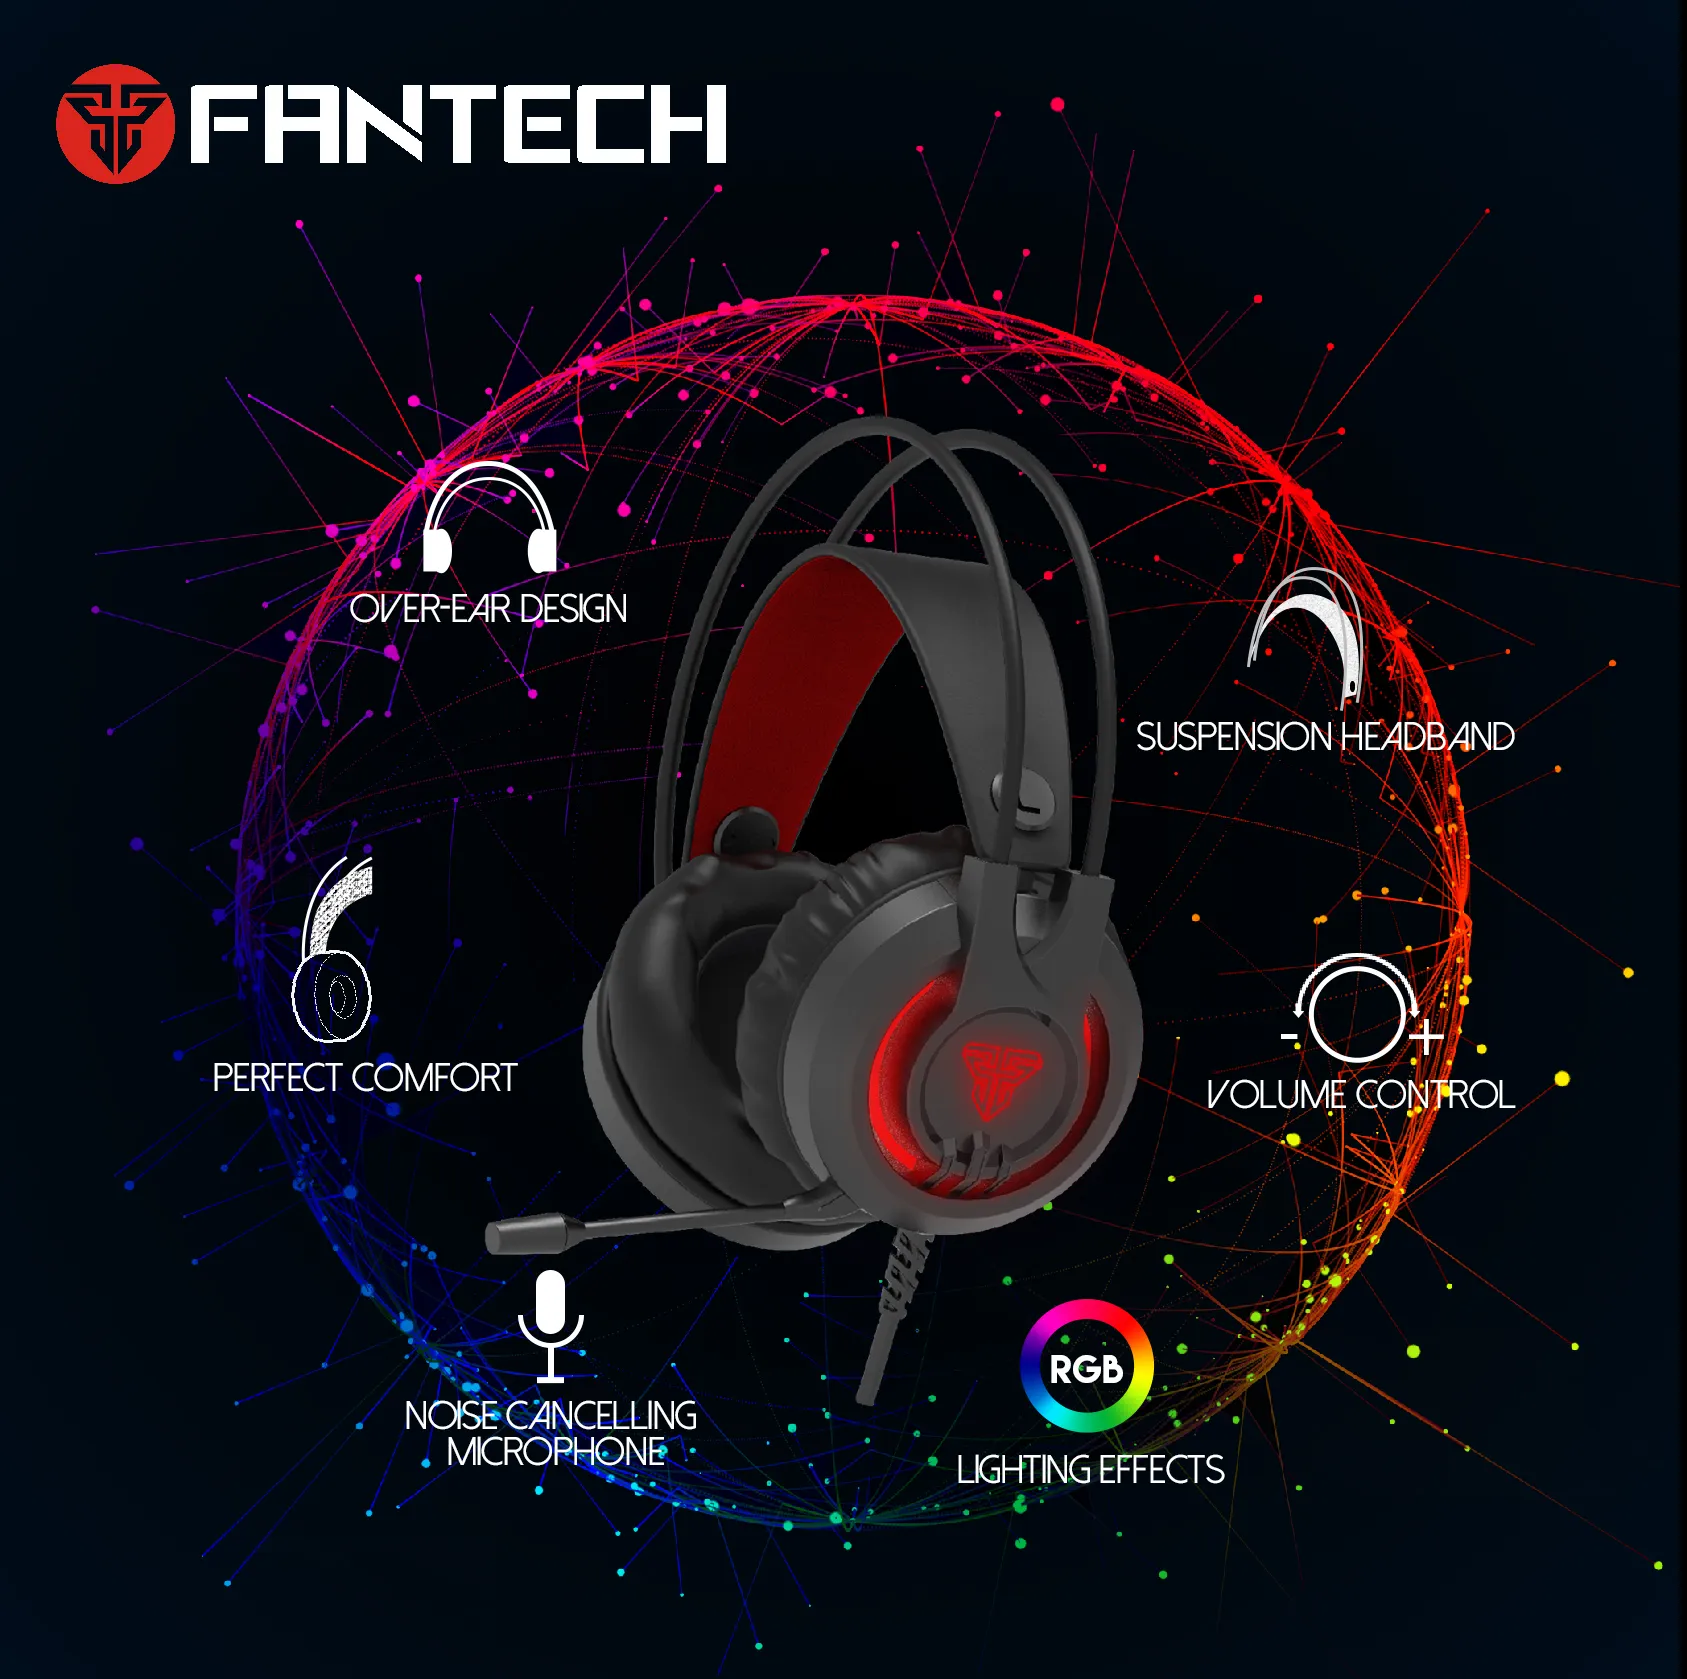 FANTECH
OVER-EAR DESIGN
SUSPENSION HEADBAND
PERFECT COMFORT
VOLUME CONTROL
NOISE CANCELLING
MICROPHONE
RGB
LIGHTING EFFECTS